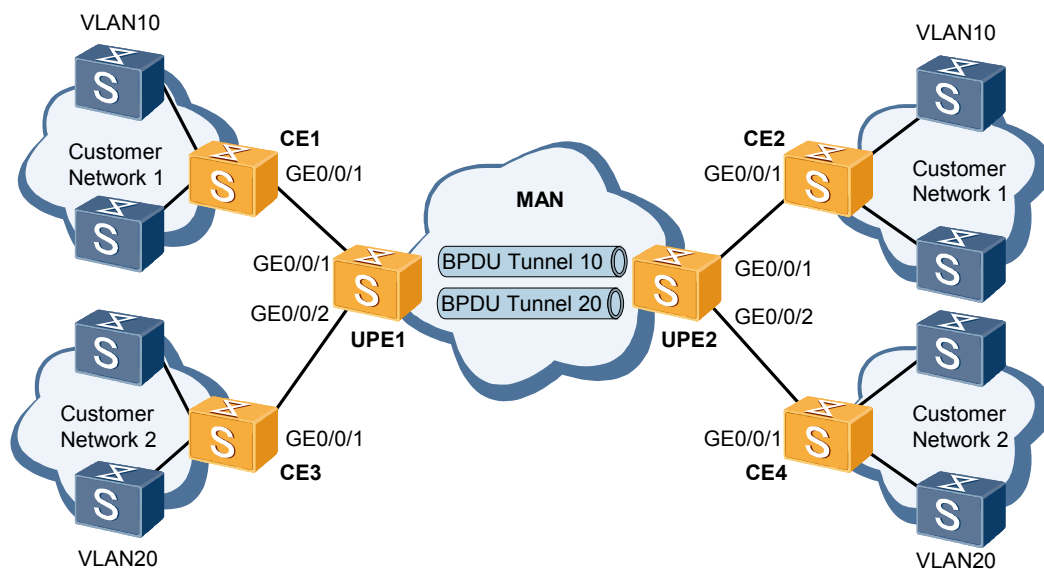 VLAN10
Customer
Network 1
CE1
GE0/0/1
S
S
S
GE0/0/1
GE0/0/2
S
UPE1
MAN
BPDU Tunnel 10
BPDU Tunnel 20
S
UPE2
CE2
GE0/0/1
S
GE0/0/1
GE0/0/2
VLAN10
S
Customer
Network 1
S
S
Customer
Network 2
S
GE0/0/1
CE3
S
VLAN20
GE0/0/1
S
CE4
S
Customer
Network 2
S
VLAN20